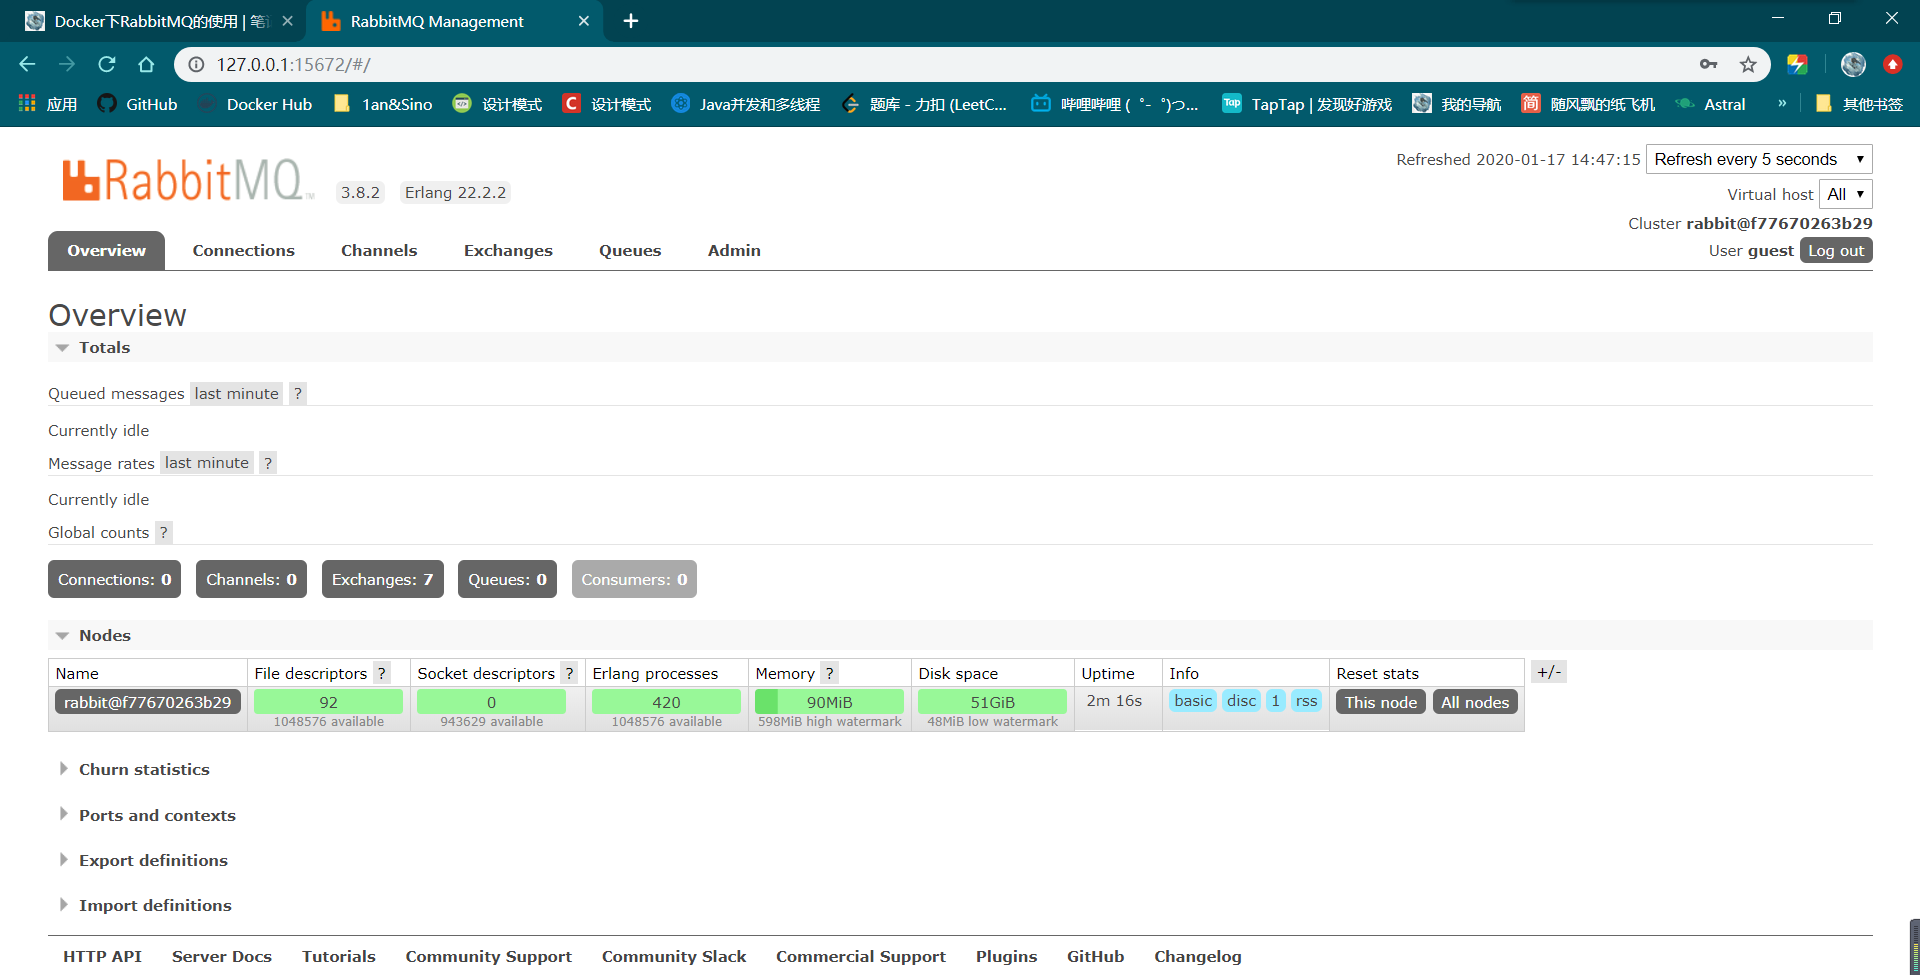 Docker下RabbitMQ的使用 | 笔
RabbitMQ Management
127.0.0.1:15672/#/
应用 GitHub Docker Hub 1an&Sino 设计模式 设计模式 Java并发和多线程 题库 - 力扣 (LeetC... 哔哩哔哩 ( ゜- ゜)つ... TapTap | 发现好游戏 我的导航 随风飘的纸飞机 Astral » 其他书签
RabbitMQ TM 3.8.2 Erlang 22.2.2
Refreshed 2020-01-17 14:47:15 Refresh every 5 seconds
Virtual host All
Cluster rabbit@f77670263b29
User guest Log out
Overview Connections Channels Exchanges Queues Admin
Overview
Totals
Queued messages last minute ?
Currently idle
Message rates last minute ?
Currently idle
Global counts ?
Connections: 0 Channels: 0 Exchanges: 7 Queues: 0 Consumers: 0
Nodes
Name File descriptors ? Socket descriptors ? Erlang processes Memory ? Disk space Uptime Info Reset stats +/-
rabbit@f77670263b29 92 0 420 90MiB 51GiB 2m 16s basic disc 1 rss This node All nodes
1048576 available 943629 available 1048576 available 598MiB high watermark 48MiB low watermark
Churn statistics
Ports and contexts
Export definitions
Import definitions
HTTP API Server Docs Tutorials Community Support Community Slack Commercial Support Plugins GitHub Changelog